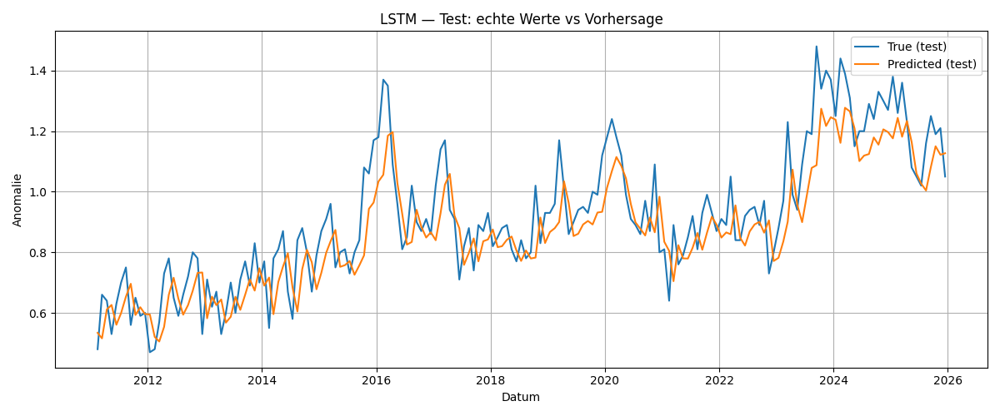 LSTM — Test: echte Werte vs Vorhersage
True (test)
Predicted (test)
Anomalie
1.4
1.2
1.0
0.8
0.6
2012 2014 2016 2018 2020 2022 2024 2026
Datum